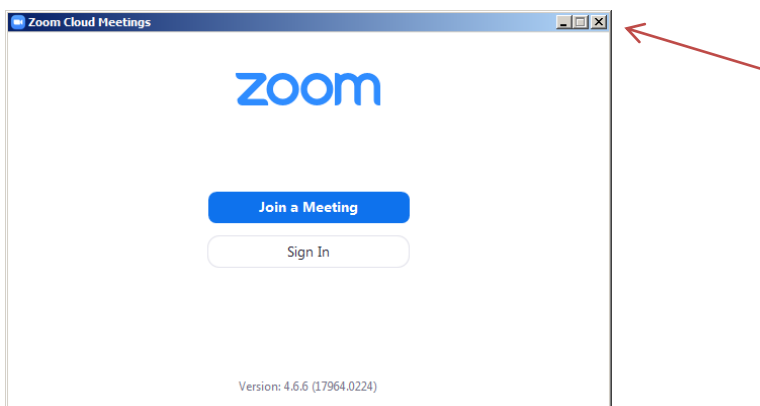 Zoom Cloud Meetings
zoom
Join a Meeting
Sign In
Version: 4.6.6 (17964.0224)